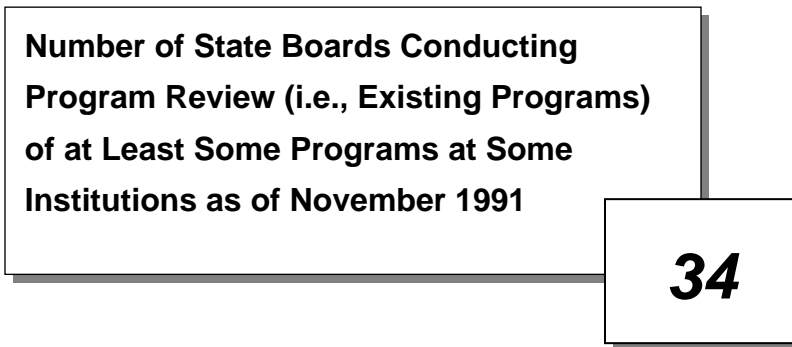 Number of State Boards Conducting
Program Review (i.e., Existing Programs)
of at Least Some Programs at Some
Institutions as of November 1991
34